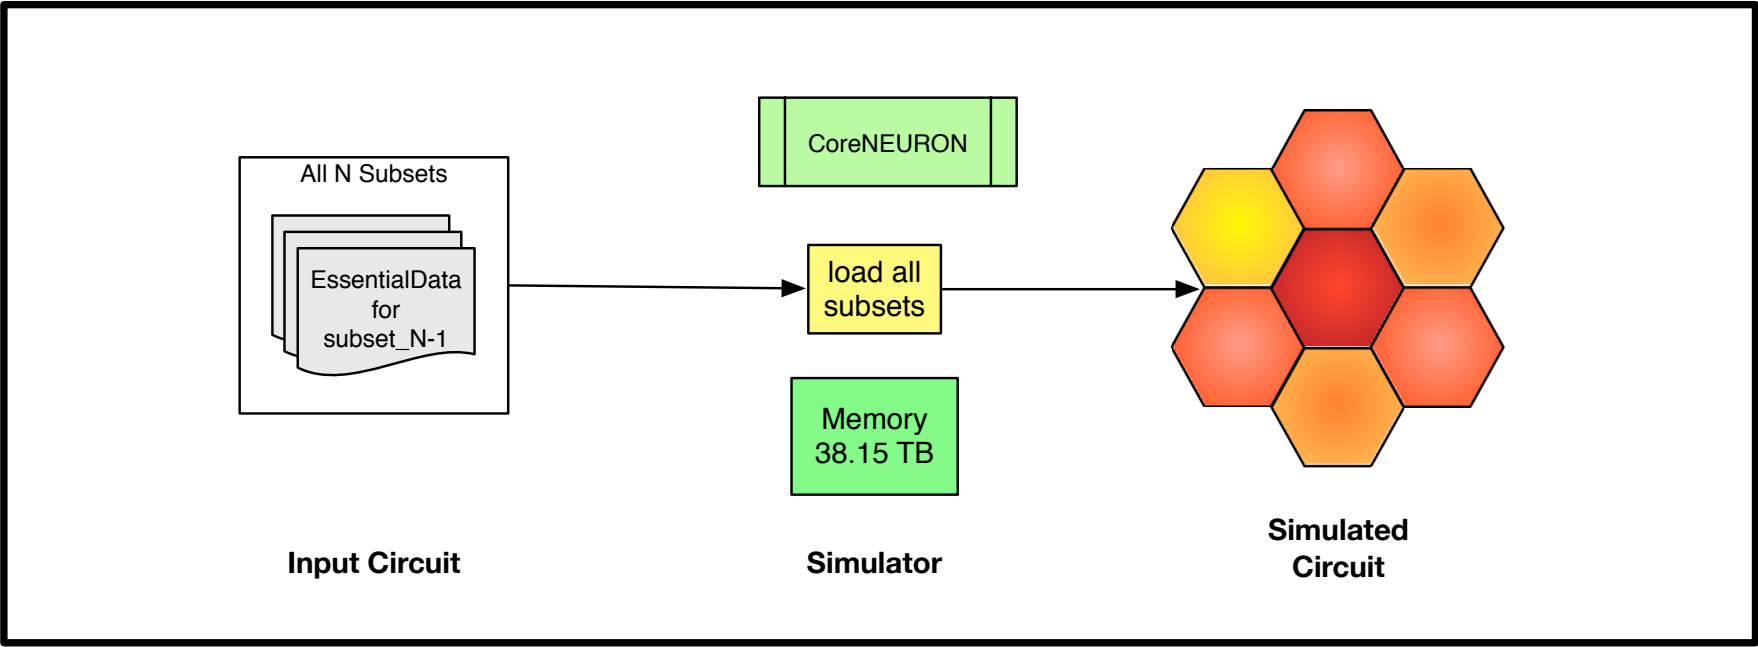 All N Subsets
EssentialData
for
subset_N-1
Input Circuit
CoreNEURON
load all
subsets
Memory
38.15 TB
Simulator
Simulated
Circuit